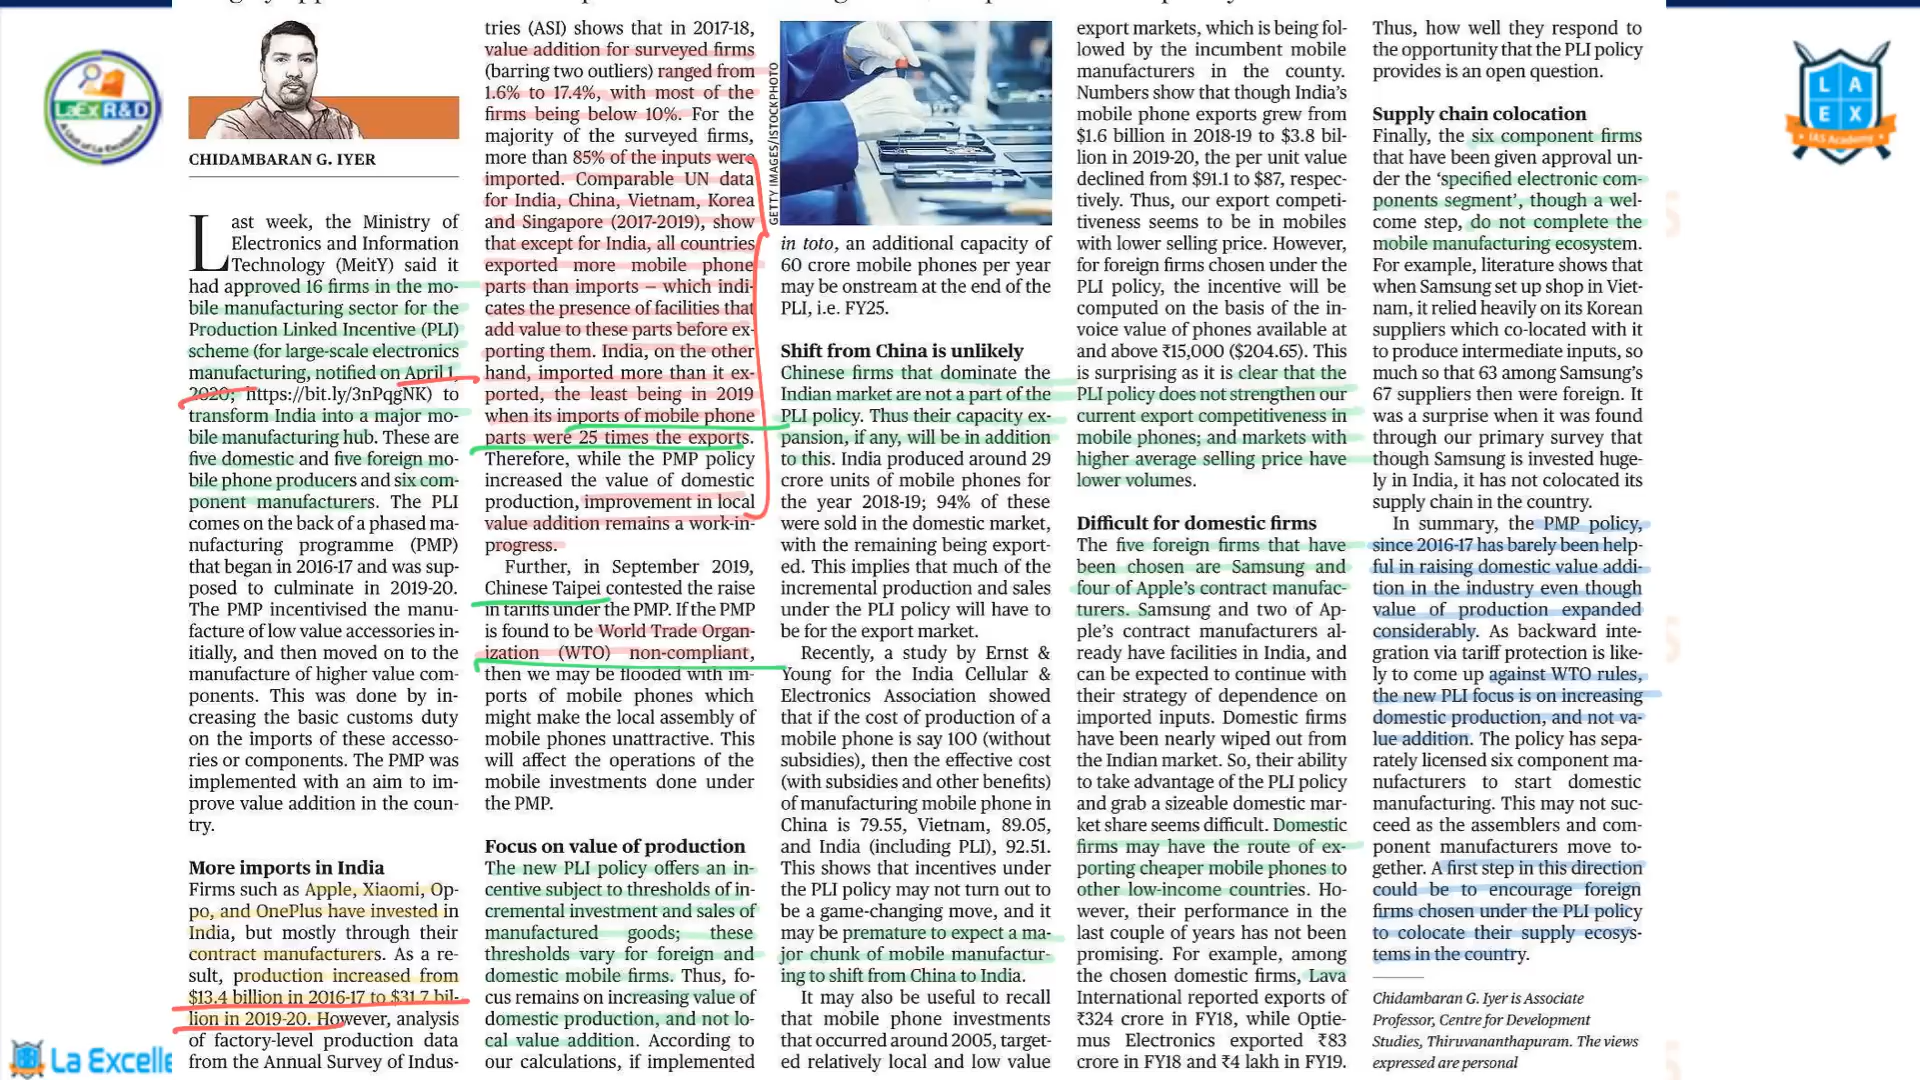 LaEx R&D
CHIDAMBARAN G. IYER
Last week, the Ministry of
Electronics and Information
Technology (MeitY) said it
had approved 16 firms in the mo-
bile manufacturing sector for the
Production Linked Incentive (PLI)
scheme (for large-scale electronics
manufacturing, notified on April 1,
2020; https://bit.ly/3nPqgNK) to
transform India into a major mo-
bile manufacturing hub. These are
five domestic and five foreign mo-
bile phone producers and six com-
ponent manufacturers. The PLI
comes on the back of a phased ma-
nufacturing programme (PMP)
that began in 2016-17 and was sup-
posed to culminate in 2019-20.
The PMP incentivised the manu-
facture of low value accessories in-
itially, and then moved on to the
manufacture of higher value com-
ponents. This was done by in-
creasing the basic customs duty
on the imports of these accesso-
ries or components. The PMP was
implemented with an aim to im-
prove value addition in the coun-
try.
More imports in India
Firms such as Apple, Xiaomi, Op-
po, and OnePlus have invested in
India, but mostly through their
contract manufacturers. As a re-
sult, production increased from
$13.4 billion in 2016-17 to $31.7 bil-
lion in 2019-20. However, analysis
of factory-level production data
from the Annual Survey of Indus-
tries (ASI) shows that in 2017-18,
value addition for surveyed firms
(barring two outliers) ranged from
1.6% to 17.4%, with most of the
firms being below 10%. For the
majority of the surveyed firms,
more than 85% of the inputs were
imported. Comparable UN data
for India, China, Vietnam, Korea
and Singapore (2017-2019), show
that except for India, all countries
exported more mobile phone
parts than imports — which indi-
cates the presence of facilities that
add value to these parts before ex-
porting them. India, on the other
hand, imported more than it ex-
ported, the least being in 2019
when its imports of mobile phone
parts were 25 times the exports.
Therefore, while the PMP policy
increased the value of domestic
production, improvement in local
value addition remains a work-in-
progress.
Further, in September 2019,
Chinese Taipei contested the raise
in tariffs under the PMP. If the PMP
is found to be World Trade Organ-
ization (WTO) non-compliant,
then we may be flooded with im-
ports of mobile phones which
might make the local assembly of
mobile phones unattractive. This
will affect the operations of the
mobile investments done under
the PMP.
Focus on value of production
The new PLI policy offers an in-
centive subject to thresholds of in-
cremental investment and sales of
manufactured goods; these
thresholds vary for foreign and
domestic mobile firms. Thus, fo-
cus remains on increasing value of
domestic production, and not lo-
cal value addition. According to
our calculations, if implemented
GETTY IMAGES/ISTOCKPHOTO
in toto, an additional capacity of
60 crore mobile phones per year
may be onstream at the end of the
PLI, i.e. FY25.
Shift from China is unlikely
Chinese firms that dominate the
Indian market are not a part of the
PLI policy. Thus their capacity ex-
pansion, if any, will be in addition
to this. India produced around 29
crore units of mobile phones for
the year 2018-19; 94% of these
were sold in the domestic market,
with the remaining being export-
ed. This implies that much of the
incremental production and sales
under the PLI policy will have to
be for the export market.
Recently, a study by Ernst &
Young for the India Cellular &
Electronics Association showed
that if the cost of production of a
mobile phone is say 100 (without
subsidies), then the effective cost
(with subsidies and other benefits)
of manufacturing mobile phone in
China is 79.55, Vietnam, 89.05,
and India (including PLI), 92.51.
This shows that incentives under
the PLI policy may not turn out to
be a game-changing move, and it
may be premature to expect a ma-
jor chunk of mobile manufactur-
ing to shift from China to India.
It may also be useful to recall
that mobile phone investments
that occurred around 2005, target-
ed relatively local and low value
export markets, which is being fol-
lowed by the incumbent mobile
manufacturers in the county.
Numbers show that though India's
mobile phone exports grew from
$1.6 billion in 2018-19 to $3.8 bil-
lion in 2019-20, the per unit value
declined from $91.1 to $87, respec-
tively. Thus, our export competi-
tiveness seems to be in mobiles
with lower selling price. However,
for foreign firms chosen under the
PLI policy, the incentive will be
computed on the basis of the in-
voice value of phones available at
and above ₹15,000 ($204.65). This
is surprising as it is clear that the
PLI policy does not strengthen our
current export competitiveness in
mobile phones; and markets with
higher average selling price have
lower volumes.
Difficult for domestic firms
The five foreign firms that have
been chosen are Samsung and
four of Apple's contract manufac-
turers. Samsung and two of Ap-
ple's contract manufacturers al-
ready have facilities in India, and
can be expected to continue with
their strategy of dependence on
imported inputs. Domestic firms
have been nearly wiped out from
the Indian market. So, their ability
to take advantage of the PLI policy
and grab a sizeable domestic mar-
ket share seems difficult. Domestic
firms may have the route of ex-
porting cheaper mobile phones to
other low-income countries. Ho-
wever, their performance in the
last couple of years has not been
promising. For example, among
the chosen domestic firms, Lava
International reported exports of
₹324 crore in FY18, while Optie-
mus Electronics exported ₹83
crore in FY18 and ₹4 lakh in FY19.
Thus, how well they respond to
the opportunity that the PLI policy
provides is an open question.
Supply chain colocation
Finally, the six component firms
that have been given approval un-
der the 'specified electronic com-
ponents segment', though a wel-
come step, do not complete the
mobile manufacturing ecosystem.
For example, literature shows that
when Samsung set up shop in Viet-
nam, it relied heavily on its Korean
suppliers which co-located with it
to produce intermediate inputs, so
much so that 63 among Samsung's
67 suppliers then were foreign. It
was a surprise when it was found
through our primary survey that
though Samsung is invested huge-
ly in India, it has not colocated its
supply chain in the country.
In summary, the PMP policy,
since 2016-17 has barely been help-
ful in raising domestic value addi-
tion in the industry even though
value of production expanded
considerably. As backward inte-
gration via tariff protection is like-
ly to come up against WTO rules,
the new PLI focus is on increasing
domestic production, and not va-
lue addition. The policy has sepa-
rately licensed six component ma-
nufacturers to start domestic
manufacturing. This may not suc-
ceed as the assemblers and com-
ponent manufacturers move to-
gether. A first step in this direction
could be to encourage foreign
firms chosen under the PLI policy
to colocate their supply ecosys-
tems in the country.
Chidambaran G. Iyer is Associate
Professor, Centre for Development
Studies, Thiruvananthapuram. The views
expressed are personal
LA
EX
IAS Academy
La Excelle